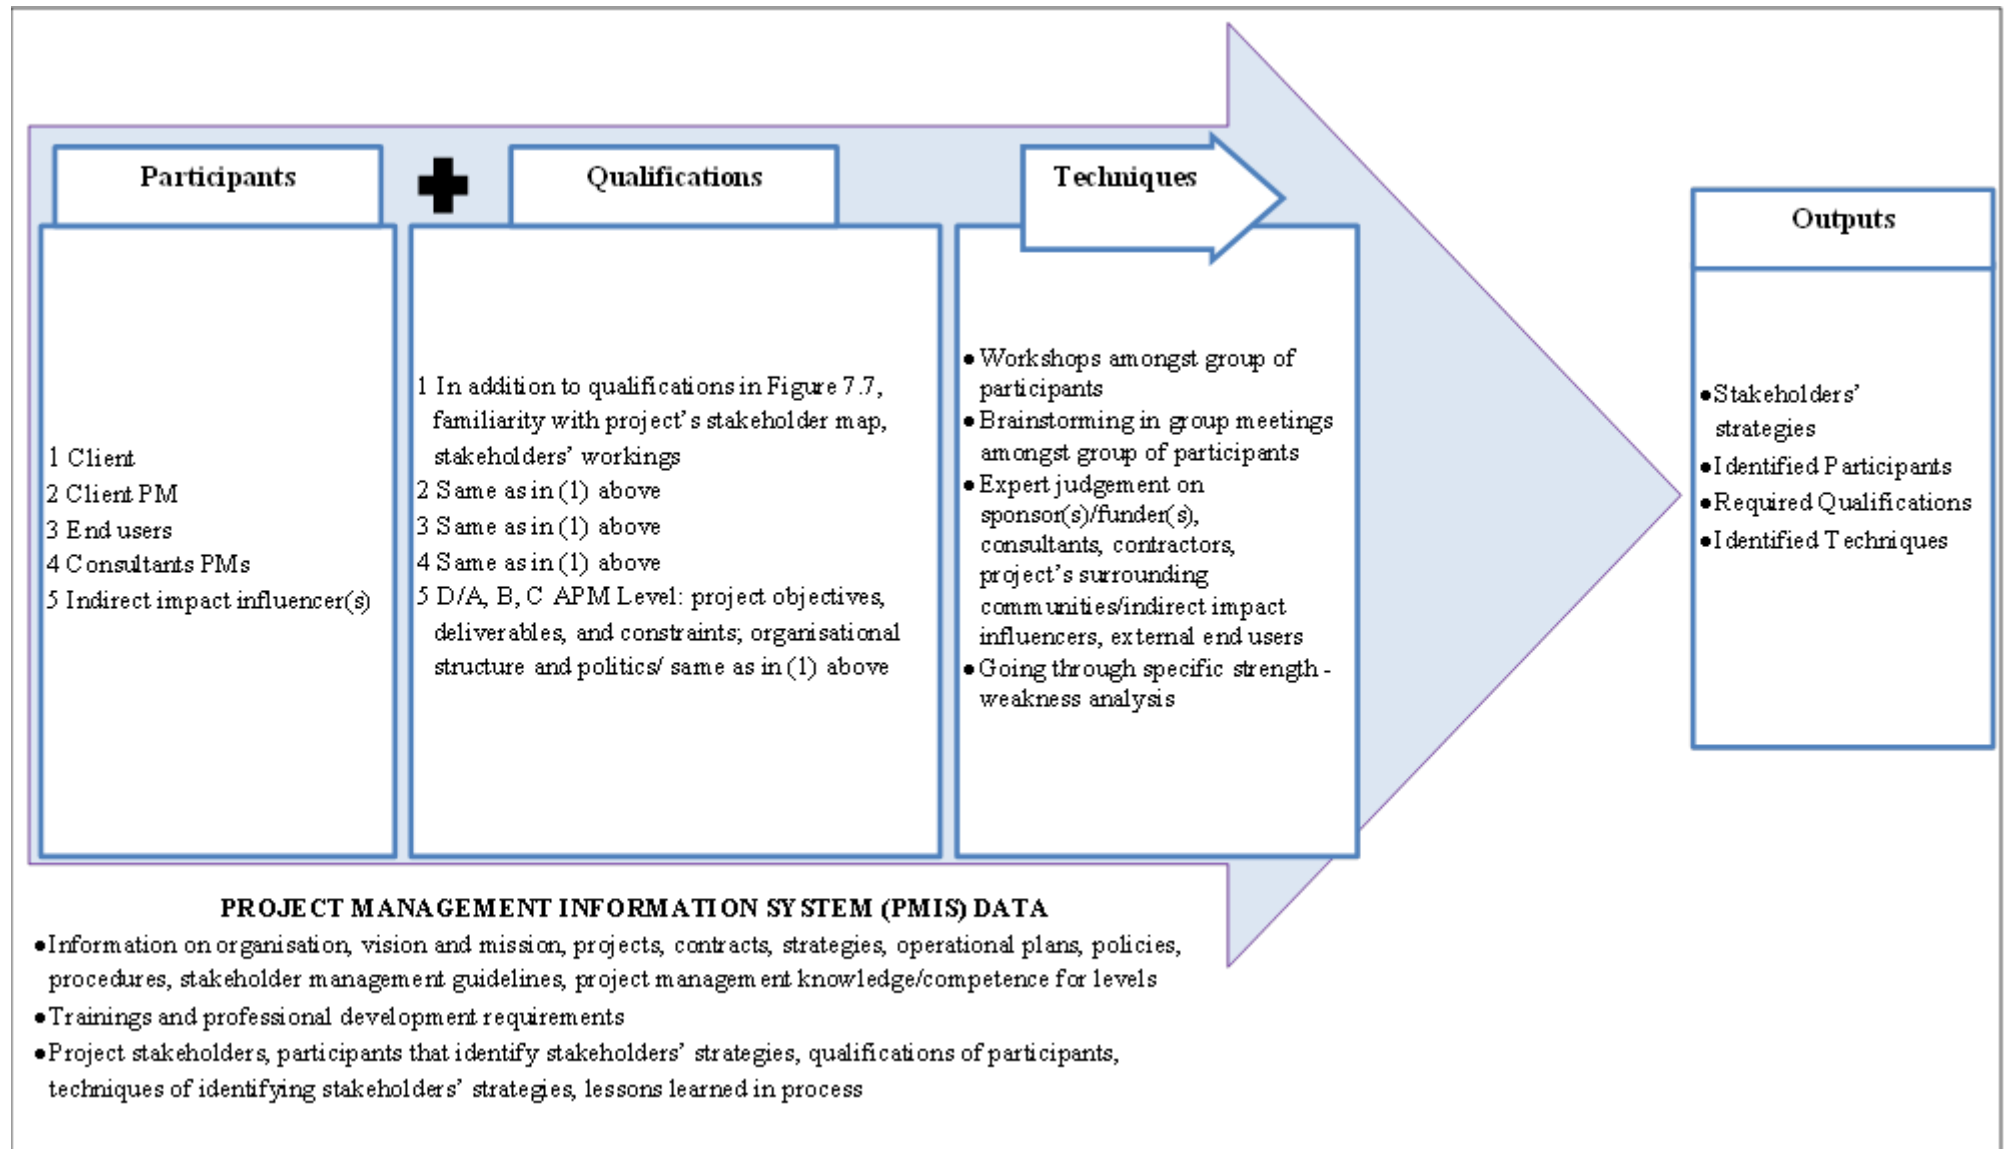 Participants
Qualifications
Techniques
Outputs
1 Client
2 Client PM
3 End users
4 Consultants PMs
5 Indirect impact influencer(s)
1 In addition to qualifications in Figure 7.7,
familiarity with project's stakeholder map,
stakeholders' workings
2 Same as in (1) above
3 Same as in (1) above
4 Same as in (1) above
5 D/A, B, C APM Level: project objectives,
deliverables, and constraints; organisational
structure and politics/ same as in (1) above
●Workshops amongst group of
participants
●Brainstorming in group meetings
amongst group of participants
●Expert judgement on
sponsor(s)/funder(s),
consultants, contractors,
project's surrounding
communities/indirect impact
influencers, external end users
●Going through specific strength -
weakness analysis
●Stakeholders'
strategies
●Identified Participants
●Required Qualifications
●Identified Techniques
PROJECT MANAGEMENT INFORMATION SYSTEM (PMIS) DATA
●Information on organisation, vision and mission, projects, contracts, strategies, operational plans, policies,
procedures, stakeholder management guidelines, project management knowledge/competence for levels
●Trainings and professional development requirements
●Project stakeholders, participants that identify stakeholders' strategies, qualifications of participants,
techniques of identifying stakeholders' strategies, lessons learned in process